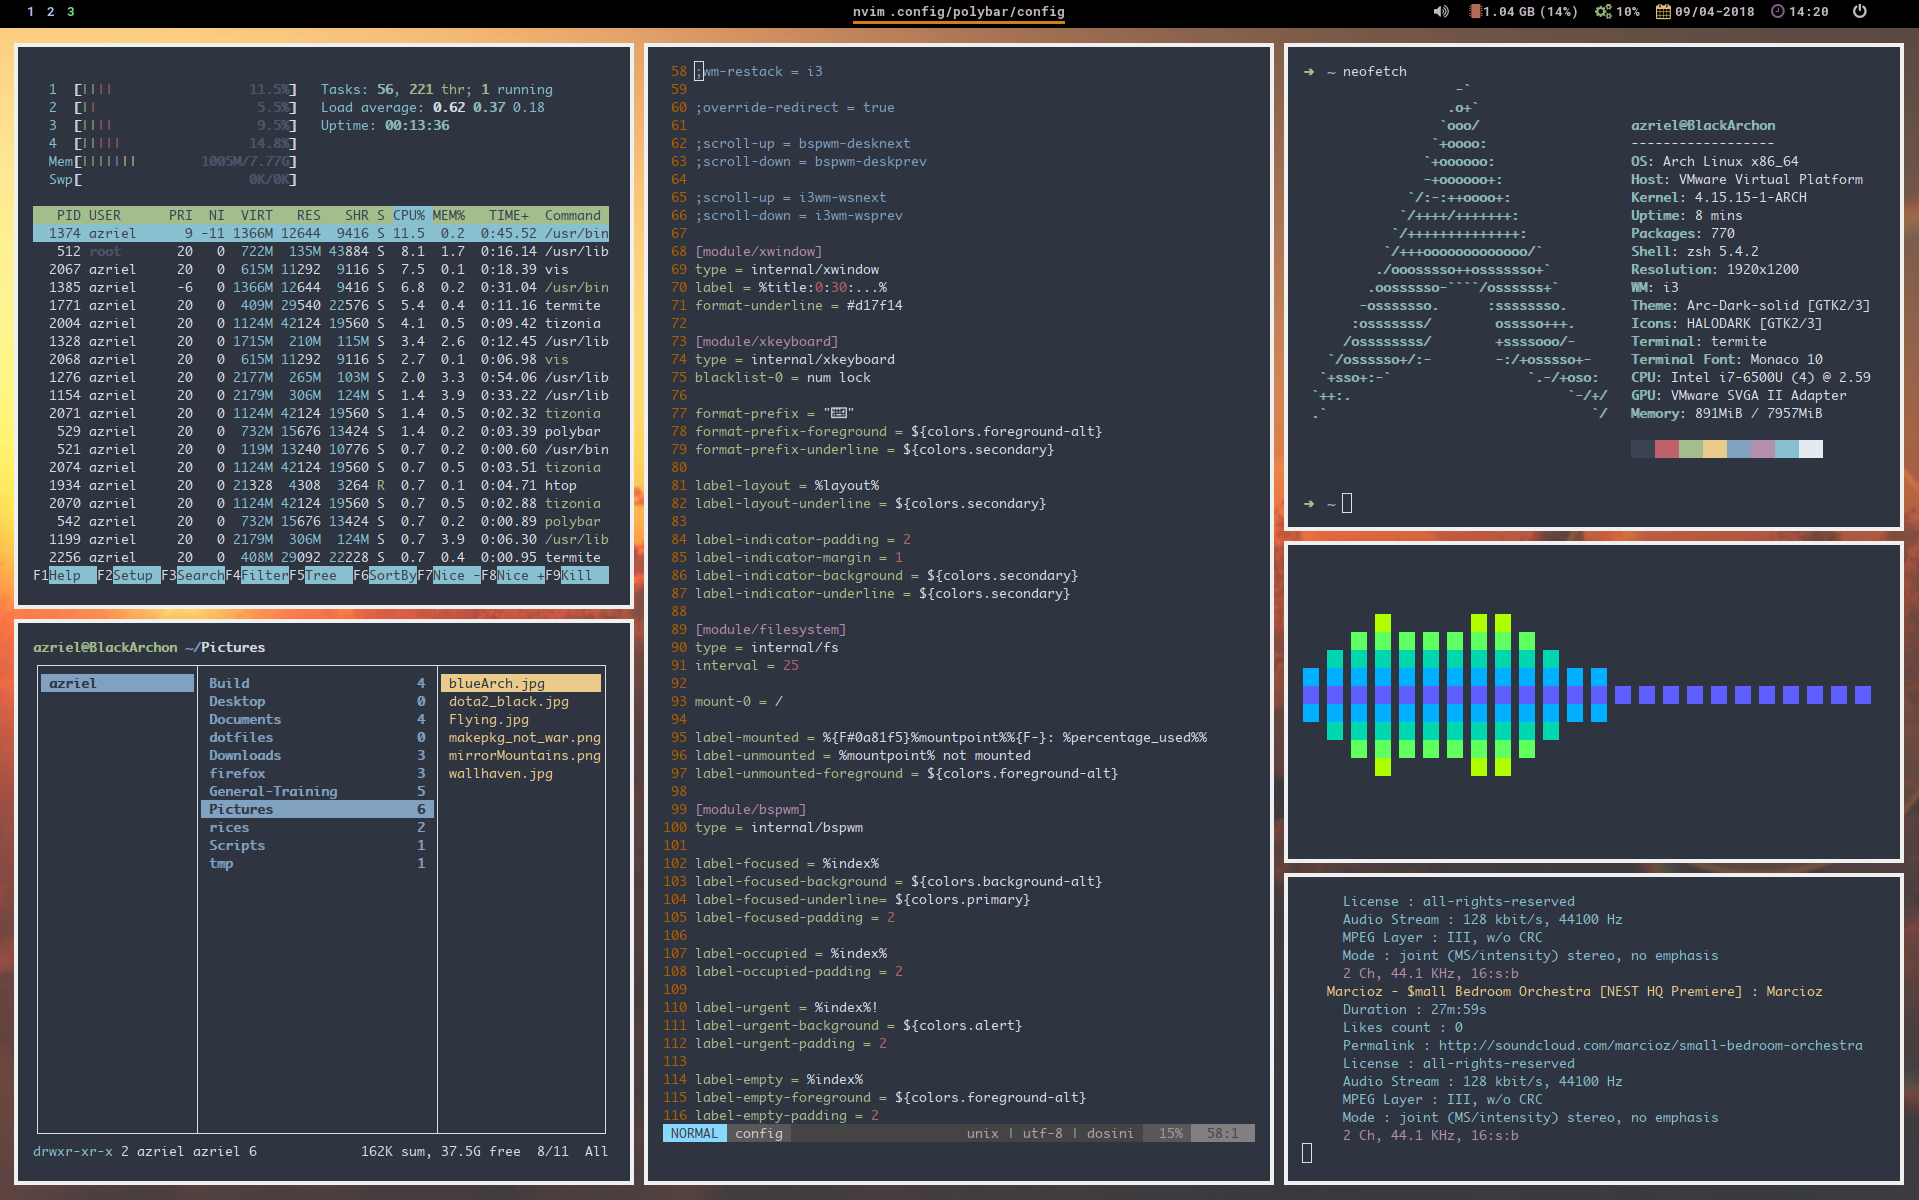 1 2 3
nvim .config/polybar/config
1.04 GB (14%) 10% 09/04-2018 14:20
1 [|||| 11.5%]
2 [|| 5.5%]
3 [|||| 9.5%]
4 [||||| 14.8%]
Mem[||||||| 1005M/7.77G]
Swp[ 0K/0K]
Tasks: 56, 221 thr; 1 running
Load average: 0.62 0.37 0.18
Uptime: 00:13:36
PID USER PRI NI VIRT RES SHR S CPU% MEM% TIME+ Command
1374 azriel 9 -11 1366M 12644 9416 S 11.5 0.2 0:45.52 /usr/bin
512 root 20 0 722M 135M 43884 S 8.1 1.7 0:16.14 /usr/lib
2067 azriel 20 0 615M 11292 9116 S 7.5 0.1 0:18.39 vis
1385 azriel -6 0 1366M 12644 9416 S 6.8 0.2 0:31.04 /usr/bin
1771 azriel 20 0 409M 29540 22576 S 5.4 0.4 0:11.16 termite
2004 azriel 20 0 1124M 42124 19560 S 4.1 0.5 0:09.42 tizonia
1328 azriel 20 0 1715M 210M 115M S 3.4 2.6 0:12.45 /usr/lib
2068 azriel 20 0 615M 11292 9116 S 2.7 0.1 0:06.98 vis
1276 azriel 20 0 2177M 265M 103M S 2.0 3.3 0:54.06 /usr/lib
1154 azriel 20 0 2179M 306M 124M S 1.4 3.9 0:33.22 /usr/lib
2071 azriel 20 0 1124M 42124 19560 S 1.4 0.5 0:02.32 tizonia
529 azriel 20 0 732M 15676 13424 S 1.4 0.2 0:03.39 polybar
521 azriel 20 0 119M 13240 10776 S 0.7 0.2 0:00.60 /usr/bin
2074 azriel 20 0 1124M 42124 19560 S 0.7 0.5 0:03.51 tizonia
1934 azriel 20 0 21328 4308 3264 R 0.7 0.1 0:04.71 htop
2070 azriel 20 0 1124M 42124 19560 S 0.7 0.5 0:02.88 tizonia
542 azriel 20 0 732M 15676 13424 S 0.7 0.2 0:00.89 polybar
1199 azriel 20 0 2179M 306M 124M S 0.7 3.9 0:06.30 /usr/lib
2256 azriel 20 0 408M 29092 22228 S 0.7 0.4 0:00.95 termite
F1Help F2Setup F3SearchF4FilterF5Tree F6SortByF7Nice -F8Nice +F9Kill
azriel@BlackArchon ~/Pictures
azriel
Build 4
Desktop 0
Documents 4
dotfiles 0
Downloads 3
firefox 3
General-Training 5
Pictures 6
rices 2
Scripts 1
tmp 1
blueArch.jpg
dota2_black.jpg
Flying.jpg
makepkg_not_war.png
mirrorMountains.png
wallhaven.jpg
drwxr-xr-x 2 azriel azriel 6 162K sum, 37.5G free 8/11 All
58 ;wm-restack = i3
59
60 ;override-redirect = true
61
62 ;scroll-up = bspwm-desknext
63 ;scroll-down = bspwm-deskprev
64
65 ;scroll-up = i3wm-wsnext
66 ;scroll-down = i3wm-wsprev
67
68 [module/xwindow]
69 type = internal/xwindow
70 label = %title:0:30:...%
71 format-underline = #d17f14
72
73 [module/xkeyboard]
74 type = internal/xkeyboard
75 blacklist-0 = num lock
76
77 format-prefix = "⌨"
78 format-prefix-foreground = ${colors.foreground-alt}
79 format-prefix-underline = ${colors.secondary}
80
81 label-layout = %layout%
82 label-layout-underline = ${colors.secondary}
83
84 label-indicator-padding = 2
85 label-indicator-margin = 1
86 label-indicator-background = ${colors.secondary}
87 label-indicator-underline = ${colors.secondary}
88
89 [module/filesystem]
90 type = internal/fs
91 interval = 25
92
93 mount-0 = /
94
95 label-mounted = %{F#0a81f5}%mountpoint%%{F-}: %percentage_used%%
96 label-unmounted = %mountpoint% not mounted
97 label-unmounted-foreground = ${colors.foreground-alt}
98
99 [module/bspwm]
100 type = internal/bspwm
101
102 label-focused = %index%
103 label-focused-background = ${colors.background-alt}
104 label-focused-underline= ${colors.primary}
105 label-focused-padding = 2
106
107 label-occupied = %index%
108 label-occupied-padding = 2
109
110 label-urgent = %index%!
111 label-urgent-background = ${colors.alert}
112 label-urgent-padding = 2
113
114 label-empty = %index%
115 label-empty-foreground = ${colors.foreground-alt}
116 label-empty-padding = 2
NORMAL config unix | utf-8 | dosini 15% 58:1
➜ ~ neofetch
-`
.o+`
`ooo/
`+oooo:
`+oooooo:
-+oooooo+:
`/:-:++oooo+:
`/++++/+++++++:
`/++++++++++++++:
`/+++ooooooooooooo/`
./ooosssso++osssssso+`
.oossssso-````/ossssss+`
-osssssso. :ssssssso.
:osssssss/ osssso+++.
/ossssssss/ +ssssooo/-
`/ossssso+/:- -:/+osssso+-
`+sso+:-` `.-/+oso:
`++:. `-/+/
.` `/
azriel@BlackArchon
------------------
OS: Arch Linux x86_64
Host: VMware Virtual Platform
Kernel: 4.15.15-1-ARCH
Uptime: 8 mins
Packages: 770
Shell: zsh 5.4.2
Resolution: 1920x1200
WM: i3
Theme: Arc-Dark-solid [GTK2/3]
Icons: HALODARK [GTK2/3]
Terminal: termite
Terminal Font: Monaco 10
CPU: Intel i7-6500U (4) @ 2.59
GPU: VMware SVGA II Adapter
Memory: 891MiB / 7957MiB
➜ ~
License : all-rights-reserved
Audio Stream : 128 kbit/s, 44100 Hz
MPEG Layer : III, w/o CRC
Mode : joint (MS/intensity) stereo, no emphasis
2 Ch, 44.1 KHz, 16:s:b
Marcioz - $mall Bedroom Orchestra [NEST HQ Premiere] : Marcioz
Duration : 27m:59s
Likes count : 0
Permalink : http://soundcloud.com/marcioz/small-bedroom-orchestra
License : all-rights-reserved
Audio Stream : 128 kbit/s, 44100 Hz
MPEG Layer : III, w/o CRC
Mode : joint (MS/intensity) stereo, no emphasis
2 Ch, 44.1 KHz, 16:s:b